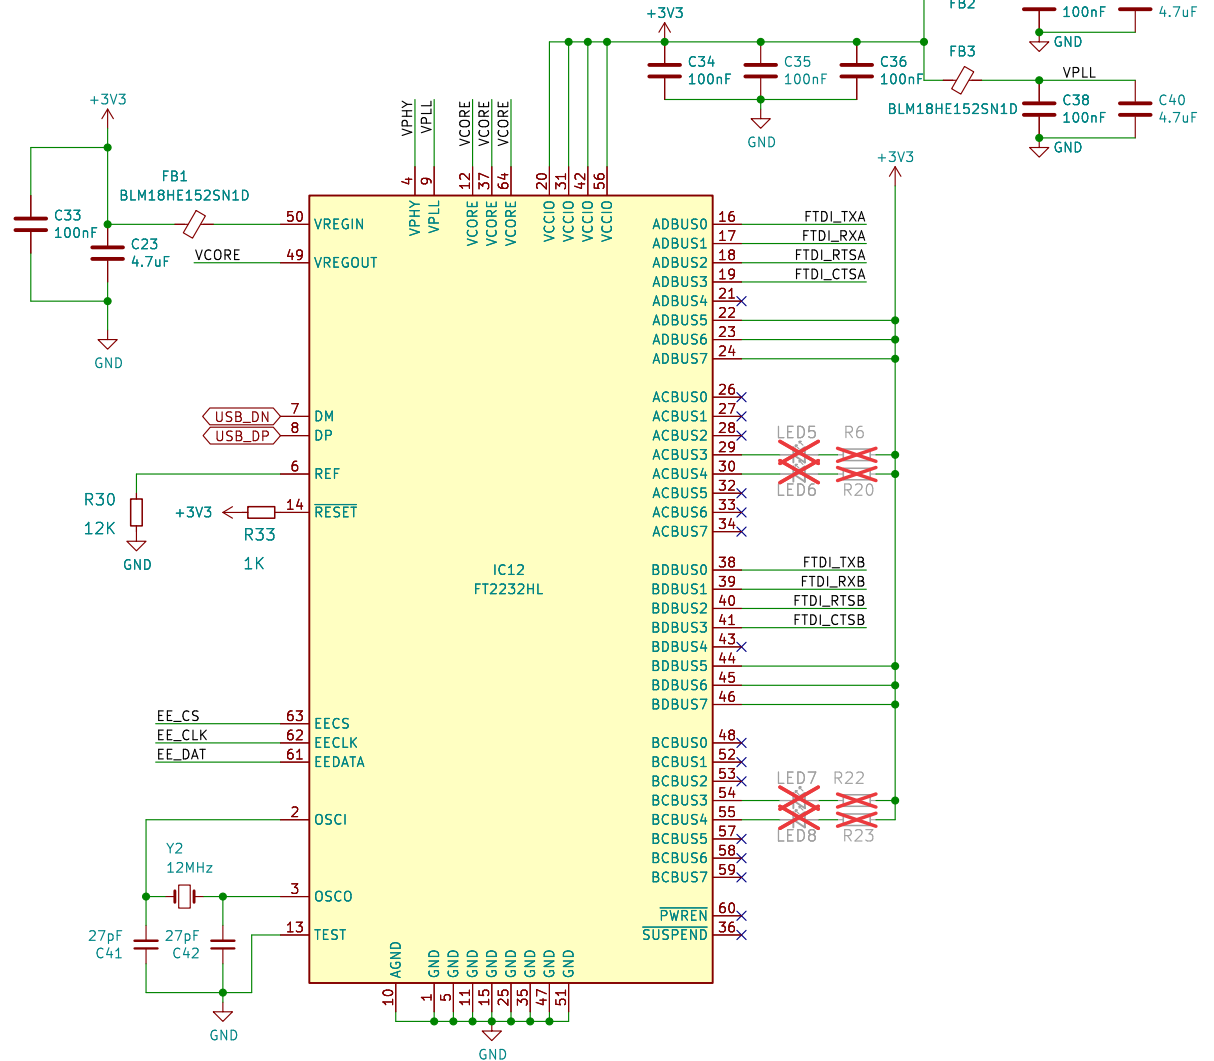 FB2
100nF
4.7uF
GND
+3V3
C34
100nF
C35
100nF
C36
100nF
GND
FB3
BLM18HE152SN1D
VPLL
C38
100nF
C40
4.7uF
GND
+3V3
+3V3
C33
100nF
FB1
BLM18HE152SN1D
C23
4.7uF
GND
VCORE
VPHY
VPLL
VCORE
VCORE
VCORE
4
9
12
37
64
20
31
42
56
VPHY
VPLL
VCORE
VCORE
VCORE
VCCIO
VCCIO
VCCIO
VCCIO
50 VREGIN
49 VREGOUT
USB_DN 7 DM
USB_DP 8 DP
6 REF
R30
12K
GND
+3V3
R33
1K
14 RESET
IC12
FT2232HL
EE_CS 63 EECS
EE_CLK 62 EECLK
EE_DAT 61 EEDATA
2 OSCI
Y2
12MHz
3 OSCO
13 TEST
27pF
C41
27pF
C42
GND
ADBUS0 16 FTDI_TXA
ADBUS1 17 FTDI_RXA
ADBUS2 18 FTDI_RTSA
ADBUS3 19 FTDI_CTSA
ADBUS4 21
ADBUS5 22
ADBUS6 23
ADBUS7 24
ACBUS0 26
ACBUS1 27
ACBUS2 28
LED5 R6
ACBUS3 29
ACBUS4 30
LED6 R20
ACBUS5 32
ACBUS6 33
ACBUS7 34
BDBUS0 38 FTDI_TXB
BDBUS1 39 FTDI_RXB
BDBUS2 40 FTDI_RTSB
BDBUS3 41 FTDI_CTSB
BDBUS4 43
BDBUS5 44
BDBUS6 45
BDBUS7 46
BCBUS0 48
BCBUS1 52
BCBUS2 53
LED7 R22
BCBUS3 54
BCBUS4 55
LED8 R23
BCBUS5 57
BCBUS6 58
BCBUS7 59
PWREN 60
SUSPEND 36
AGND
GND
GND
GND
GND
GND
GND
GND
GND
10
1
5
11
15
25
35
47
51
GND